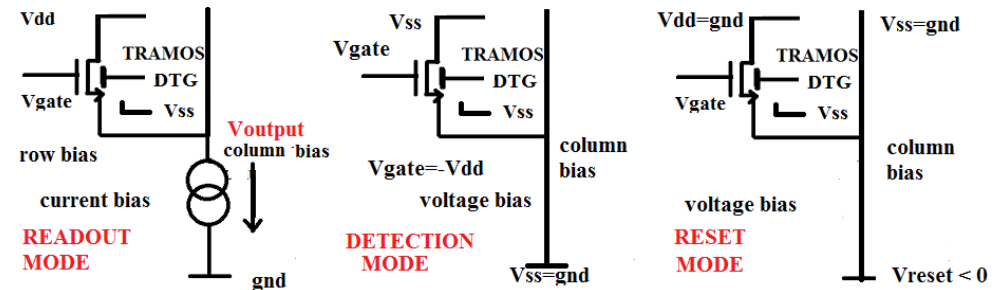 Vdd
TRAMOS
DTG
Vgate
Vss
Voutput
row bias
column bias
current bias
READOUT
MODE
gnd
Vss
Vgate
TRAMOS
DTG
Vss
column
bias
Vgate=-Vdd
voltage bias
DETECTION
MODE
Vss=gnd
Vdd=gnd
Vss=gnd
TRAMOS
DTG
Vgate
Vss
column
bias
voltage bias
RESET
MODE
Vreset < 0